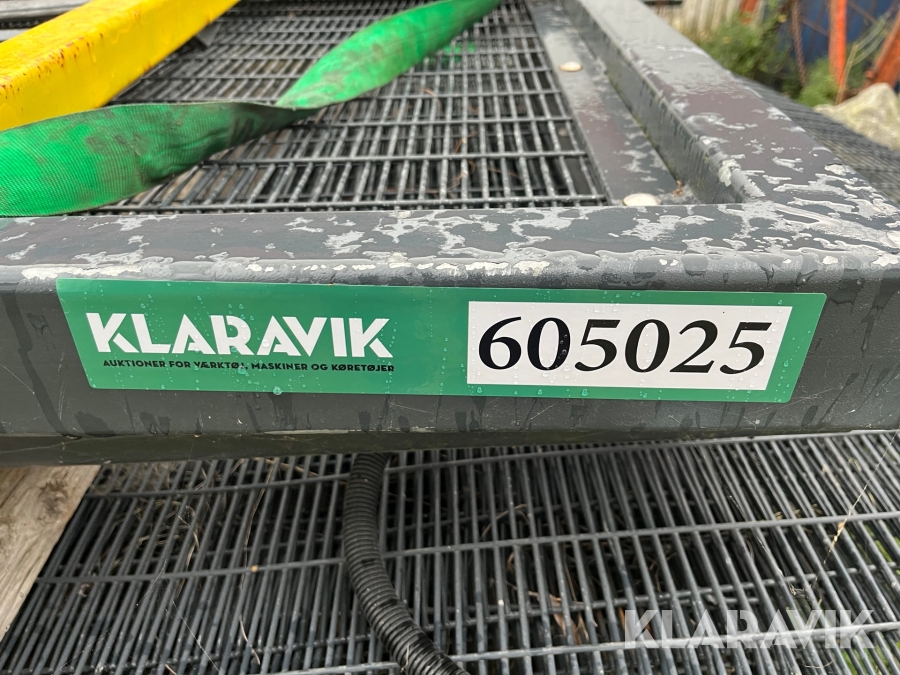 KLARAVIK
AUKTIONER FOR VÆRKTØJ, MASKINER OG KØRETØJER
605025
KLARAVIK